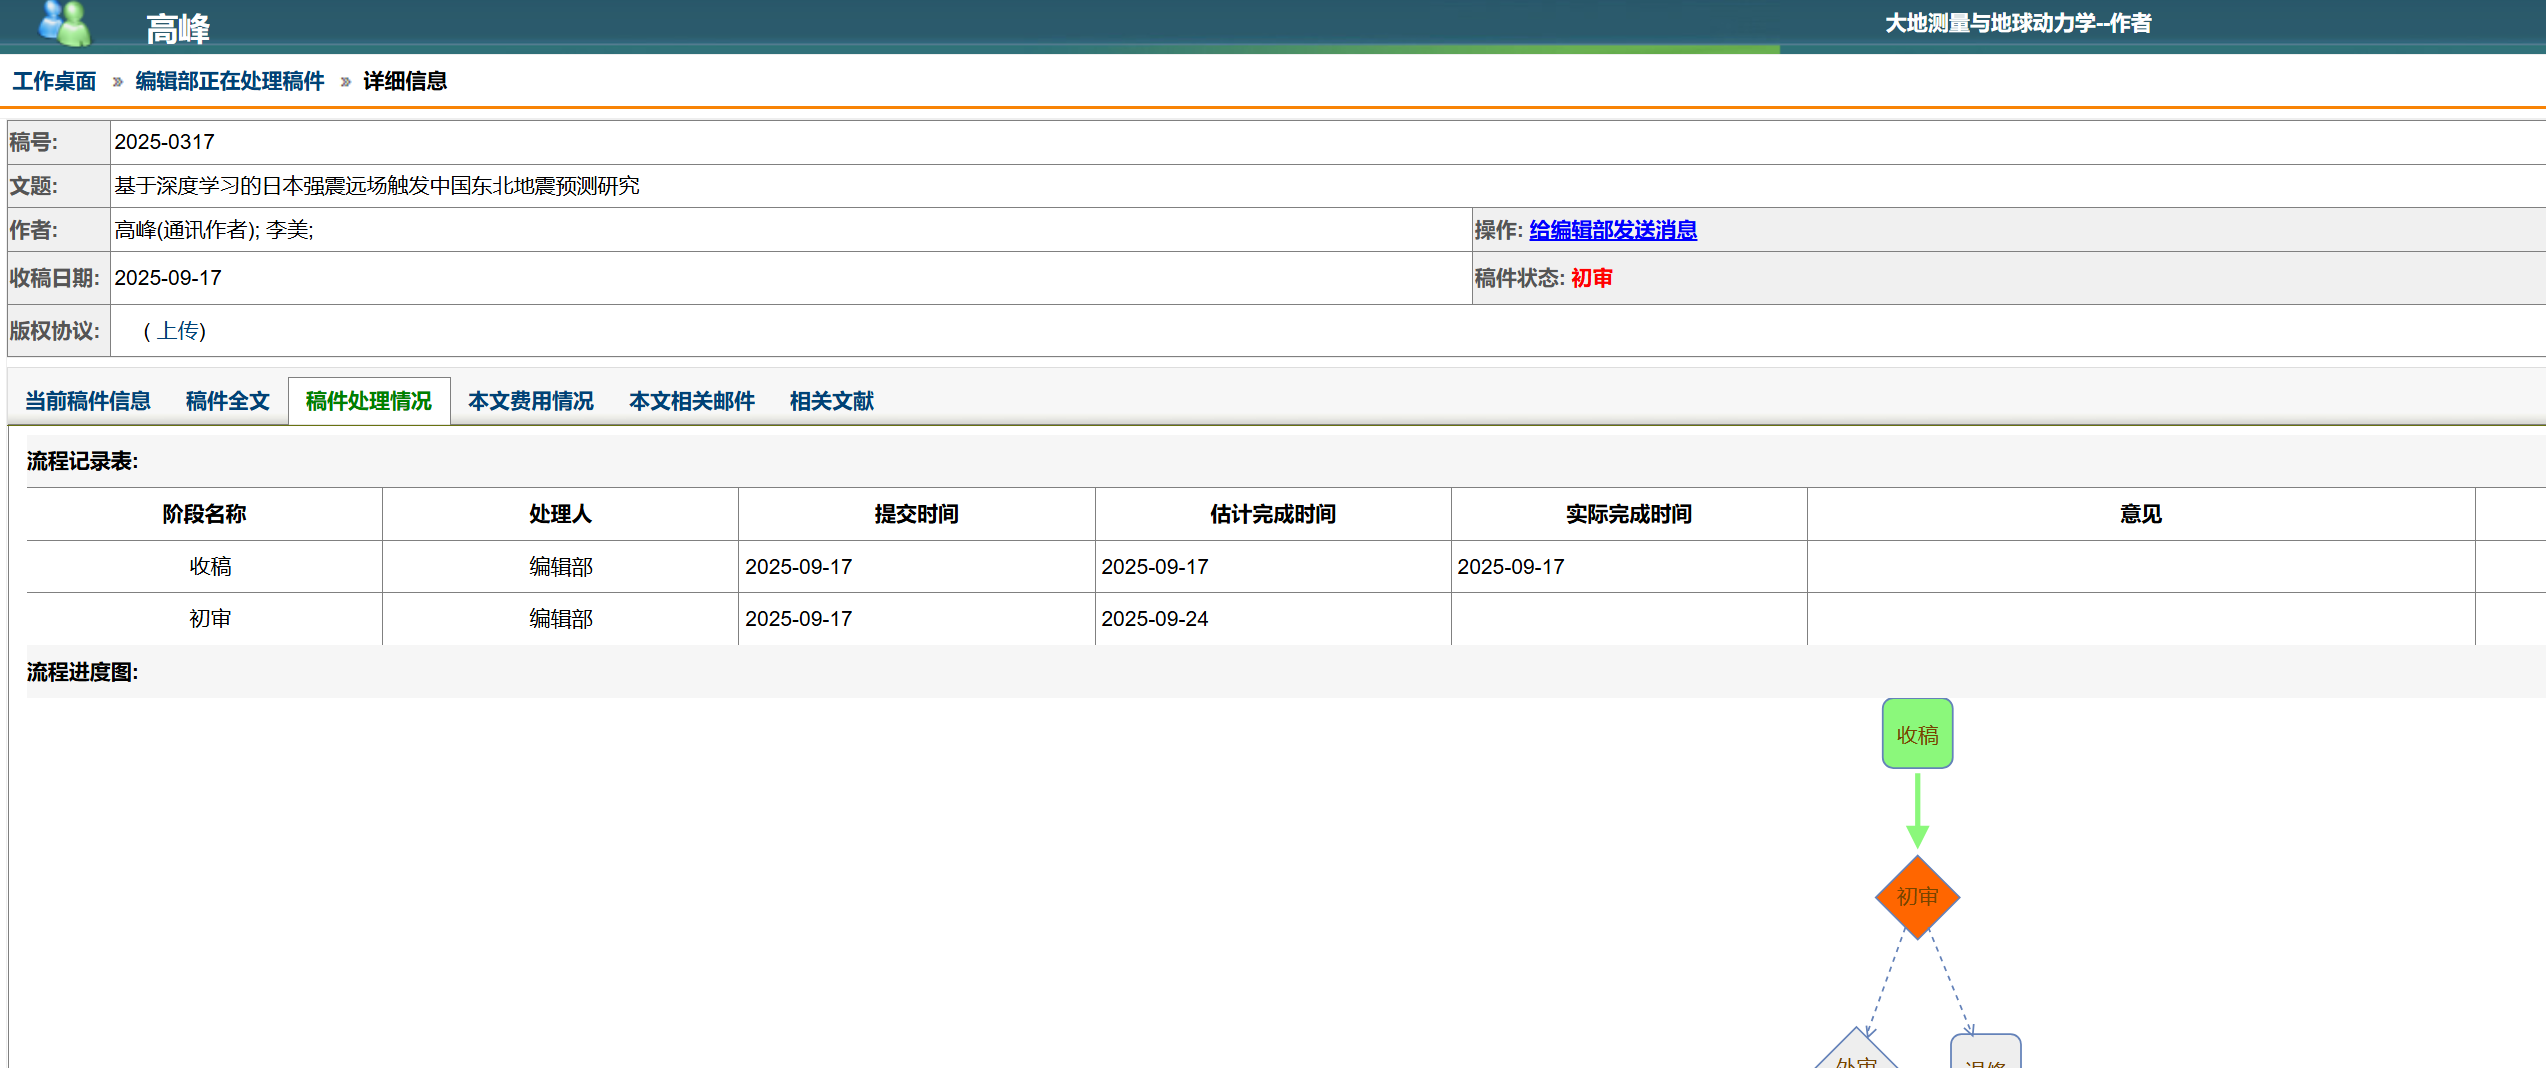 高峰
大地测量与地球动力学--作者
工作桌面 » 编辑部正在处理稿件 » 详细信息
稿号: 2025-0317
文题: 基于深度学习的日本强震远场触发中国东北地震预测研究
作者: 高峰(通讯作者); 李美; 操作: 给编辑部发送消息
收稿日期: 2025-09-17 稿件状态: 初审
版权协议: ( 上传)
当前稿件信息 稿件全文 稿件处理情况 本文费用情况 本文相关邮件 相关文献
流程记录表:
阶段名称 处理人 提交时间 估计完成时间 实际完成时间 意见
收稿 编辑部 2025-09-17 2025-09-17 2025-09-17
初审 编辑部 2025-09-17 2025-09-24
流程进度图:
收稿
初审
外审